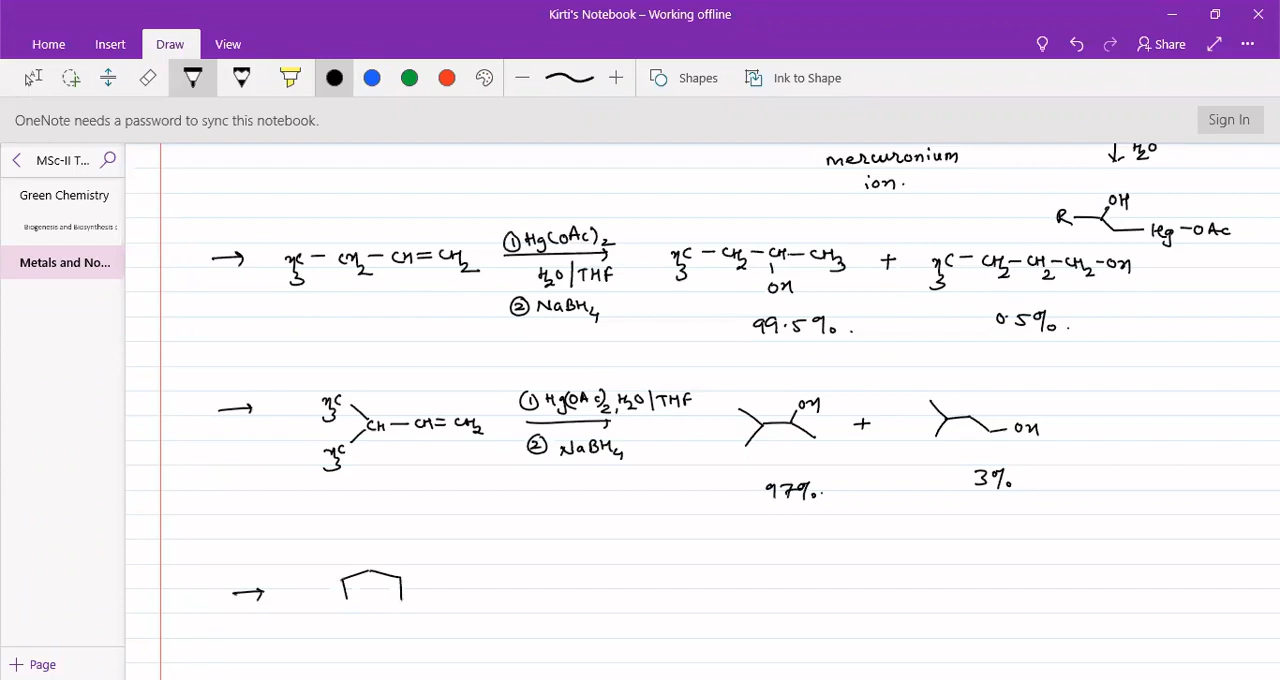 Kirti's Notebook – Working offline
Home Insert Draw View
Share
Shapes Ink to Shape
OneNote needs a password to sync this notebook.
Sign In
MSc-II T...
Green Chemistry
Biogenesis and Biosynthesis
Metals and No...
Page
mercuronium
ion.
↓ H2O
R OH
Hg-OAc
→ H3C-CH2-CH=CH2 ① Hg(OAc)2 H2O|THF ② NaBH4 H3C-CH2-CH-CH3 + H3C-CH2-CH2-CH2-OH
OH
99.5%. 0.5%.
→ H3C H3C CH-CH=CH2 ① Hg(OAc)2, H2O|THF ② NaBH4 OH + OH
97%. 3%.
→